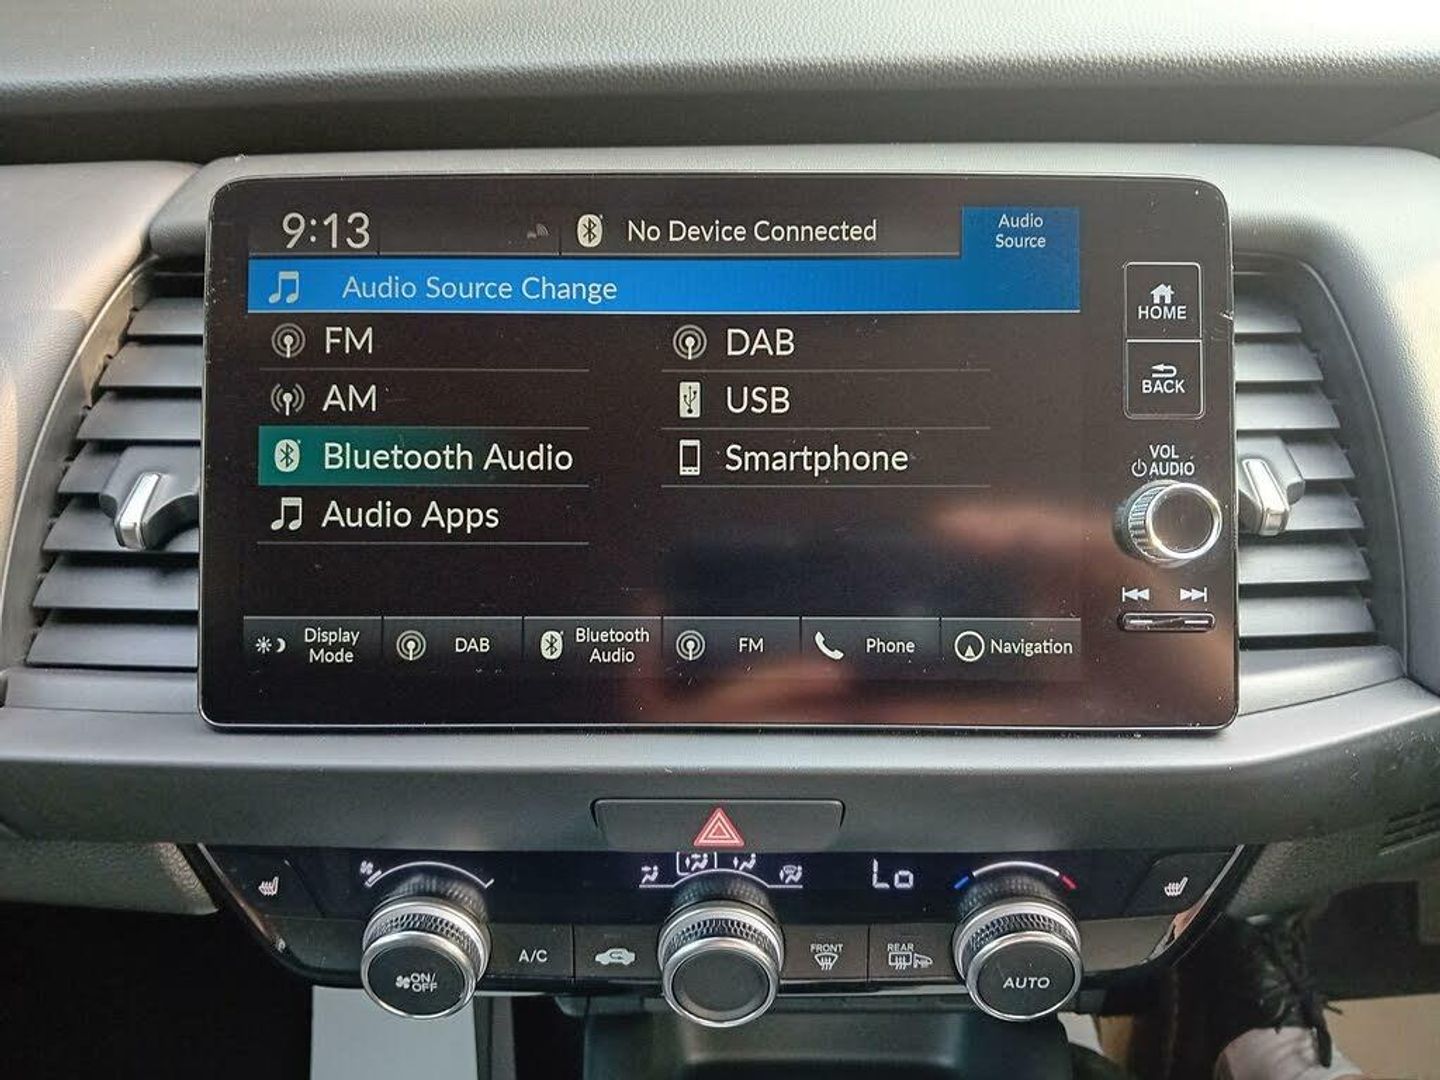 9:13
No Device Connected
Audio
Source
Audio Source Change
FM
DAB
AM
USB
Bluetooth Audio
Smartphone
Audio Apps
HOME
BACK
VOL
AUDIO
Display
Mode
DAB
Bluetooth
Audio
FM
Phone
Navigation
Lo
ON/
OFF
A/C
FRONT
REAR
AUTO